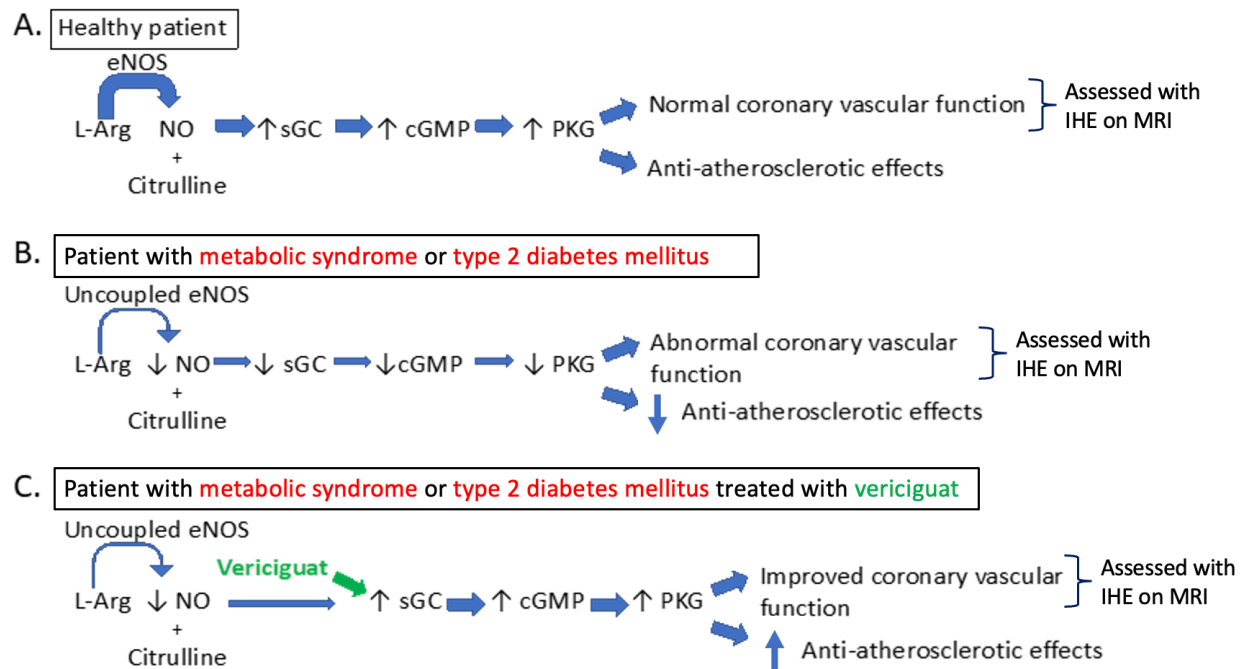 A. Healthy patient
eNOS
L-Arg NO ↑ sGC ↑ cGMP ↑ PKG
+
Citrulline
Normal coronary vascular function
Anti-atherosclerotic effects
Assessed with
IHE on MRI
B. Patient with metabolic syndrome or type 2 diabetes mellitus
Uncoupled eNOS
L-Arg ↓ NO ↓ sGC ↓cGMP ↓ PKG
+
Citrulline
Abnormal coronary vascular
function
↓ Anti-atherosclerotic effects
Assessed with
IHE on MRI
C. Patient with metabolic syndrome or type 2 diabetes mellitus treated with vericiguat
Uncoupled eNOS
Vericiguat
L-Arg ↓ NO ↑ sGC ↑ cGMP ↑ PKG
+
Citrulline
Improved coronary vascular
function
↑ Anti-atherosclerotic effects
Assessed with
IHE on MRI